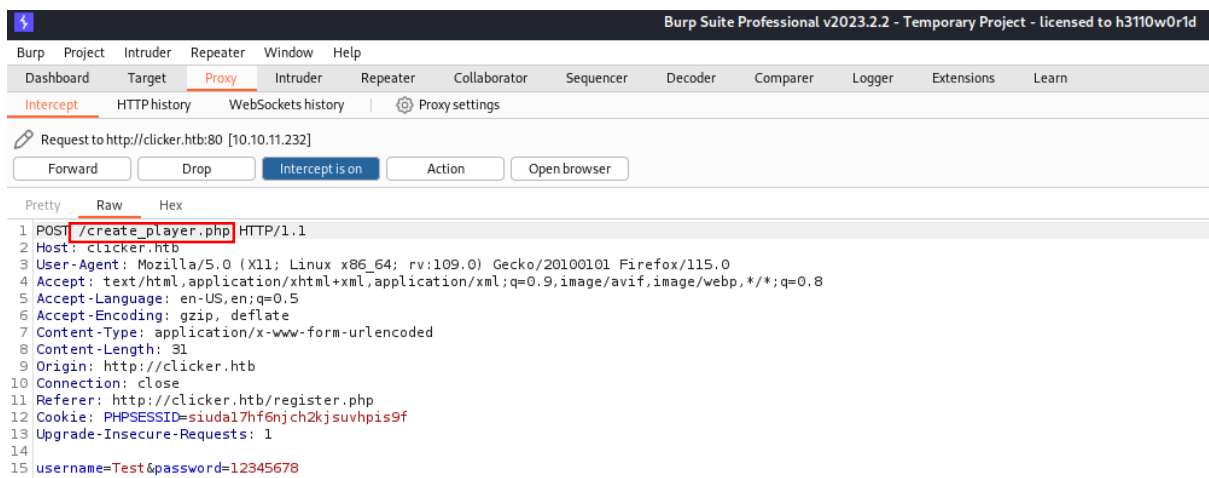 Burp Suite Professional v2023.2.2 - Temporary Project - licensed to h3110w0r1d
Burp Project Intruder Repeater Window Help
Dashboard Target Proxy Intruder Repeater Collaborator Sequencer Decoder Comparer Logger Extensions Learn
Intercept HTTP history WebSockets history Proxy settings
Request to http://clicker.htb:80 [10.10.11.232]
Forward Drop Intercept is on Action Open browser
Pretty Raw Hex
1 POST /create_player.php HTTP/1.1
2 Host: clicker.htb
3 User-Agent: Mozilla/5.0 (X11; Linux x86_64; rv:109.0) Gecko/20100101 Firefox/115.0
4 Accept: text/html,application/xhtml+xml,application/xml;q=0.9,image/avif,image/webp,*/*;q=0.8
5 Accept-Language: en-US,en;q=0.5
6 Accept-Encoding: gzip, deflate
7 Content-Type: application/x-www-form-urlencoded
8 Content-Length: 31
9 Origin: http://clicker.htb
10 Connection: close
11 Referer: http://clicker.htb/register.php
12 Cookie: PHPSESSID=siuda17hf6njch2kjsuvhpis9f
13 Upgrade-Insecure-Requests: 1
14
15 username=Test&password=12345678